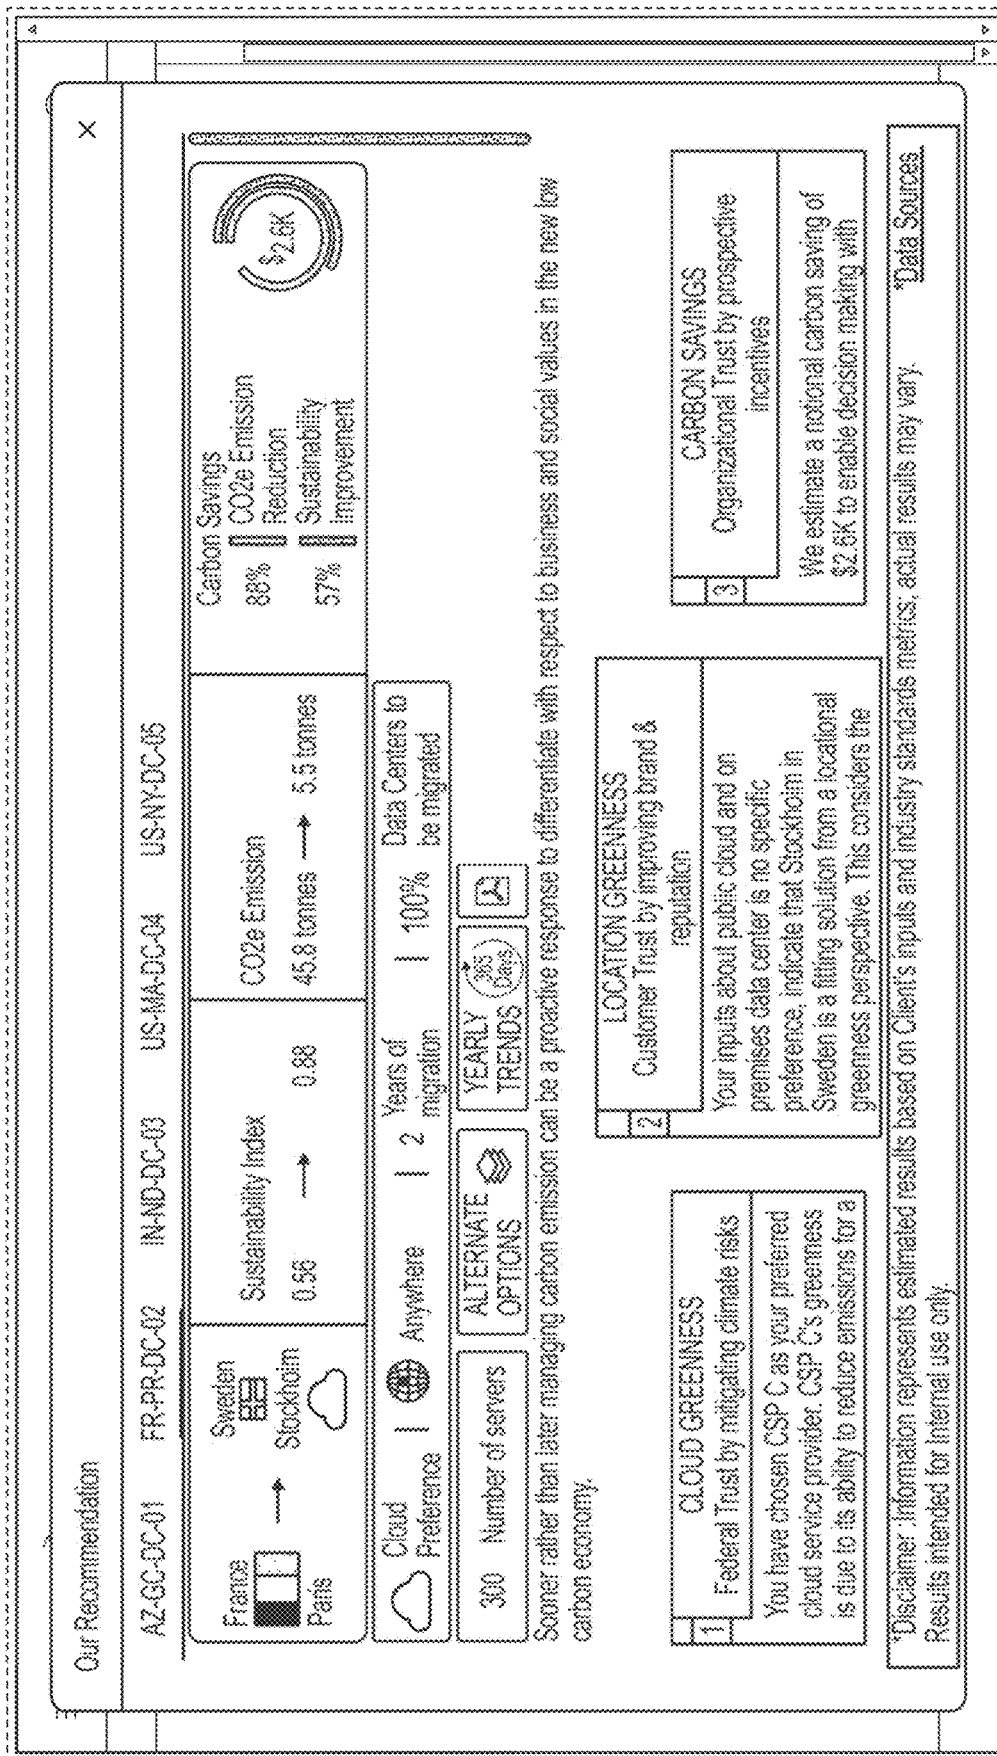 Our Recommendation
×
AZ-GC-DC-01 FR-PR-DC-02 IN-ND-DC-03 US-MA-DC-04 US-NY-DC-05
France
Paris
Sweden
Stockholm
Sustainability Index
0.56 → 0.88
CO2e Emission
45.8 tonnes → 5.5 tonnes
Carbon Savings
88% CO2e Emission
Reduction
57% Sustainability
Improvement
$2.6K
Cloud
Preference
Anywhere
2 Years of
migration
100% Data Centers to
be migrated
300 Number of servers
ALTERNATE
OPTIONS
YEARLY
TRENDS
365
Days
Sooner rather than later managing carbon emission can be a proactive response to differentiate with respect to business and social values in the new low
carbon economy.
1
CLOUD GREENNESS
Federal Trust by mitigating climate risks
You have chosen CSP C as your preferred
cloud service provider. CSP C's greenness
is due to its ability to reduce emissions for a
2
LOCATION GREENNESS
Customer Trust by improving brand &
reputation
Your inputs about public cloud and on
premises data center is no specific
preference, indicate that Stockholm in
Sweden is a fitting solution from a locational
greenness perspective. This considers the
3
CARBON SAVINGS
Organizational Trust by prospective
incentives
We estimate a notional carbon saving of
$2.6K to enable decision making with
*Disclaimer :Information represents estimated results based on Client's inputs and industry standards metrics; actual results may vary.
Results intended for Internal use only.
*Data Sources